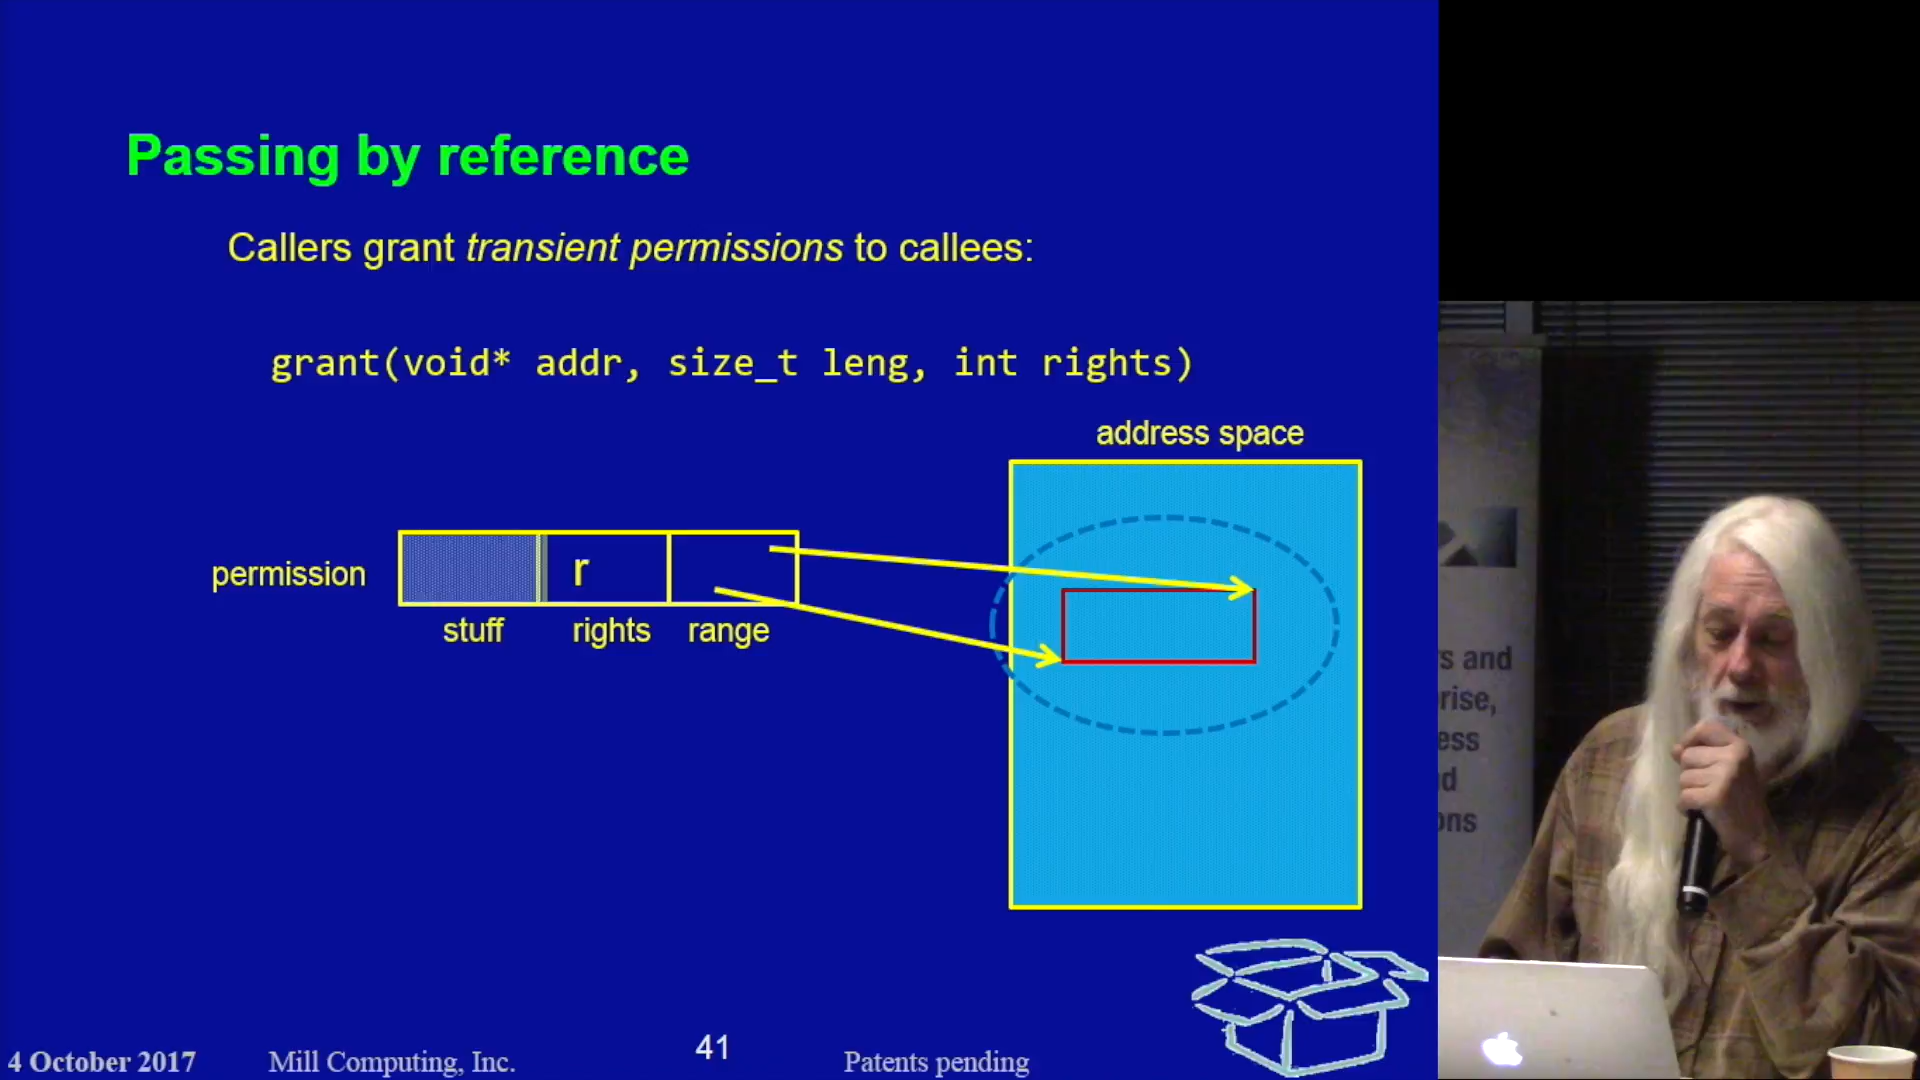 Passing by reference
Callers grant transient permissions to callees:
grant(void* addr, size_t leng, int rights)
address space
permission
r
stuff
rights
range
4 October 2017
Mill Computing, Inc.
41
Patents pending
s and
rise,
ess
d
ons